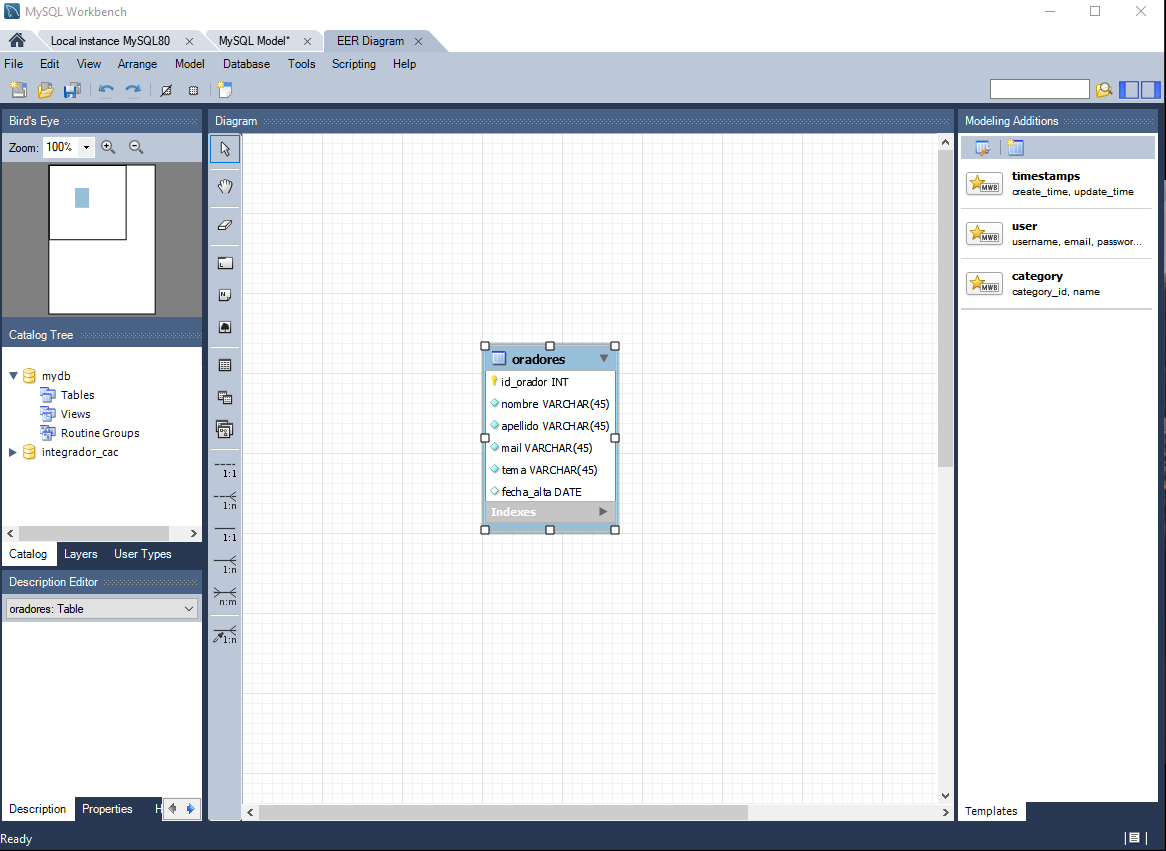 MySQL Workbench
Local instance MySQL80
MySQL Model*
EER Diagram
File Edit View Arrange Model Database Tools Scripting Help
Bird's Eye
Zoom: 100%
Catalog Tree
mydb
Tables
Views
Routine Groups
integrador_cac
Catalog Layers User Types
Description Editor
oradores: Table
Description Properties H
Ready
Diagram
1:1
1:n
1:1
1:n
n:m
1:n
oradores
id_orador INT
nombre VARCHAR(45)
apellido VARCHAR(45)
mail VARCHAR(45)
tema VARCHAR(45)
fecha_alta DATE
Indexes
Modeling Additions
MWB
timestamps
create_time, update_time
MWB
user
username, email, passwor...
MWB
category
category_id, name
Templates